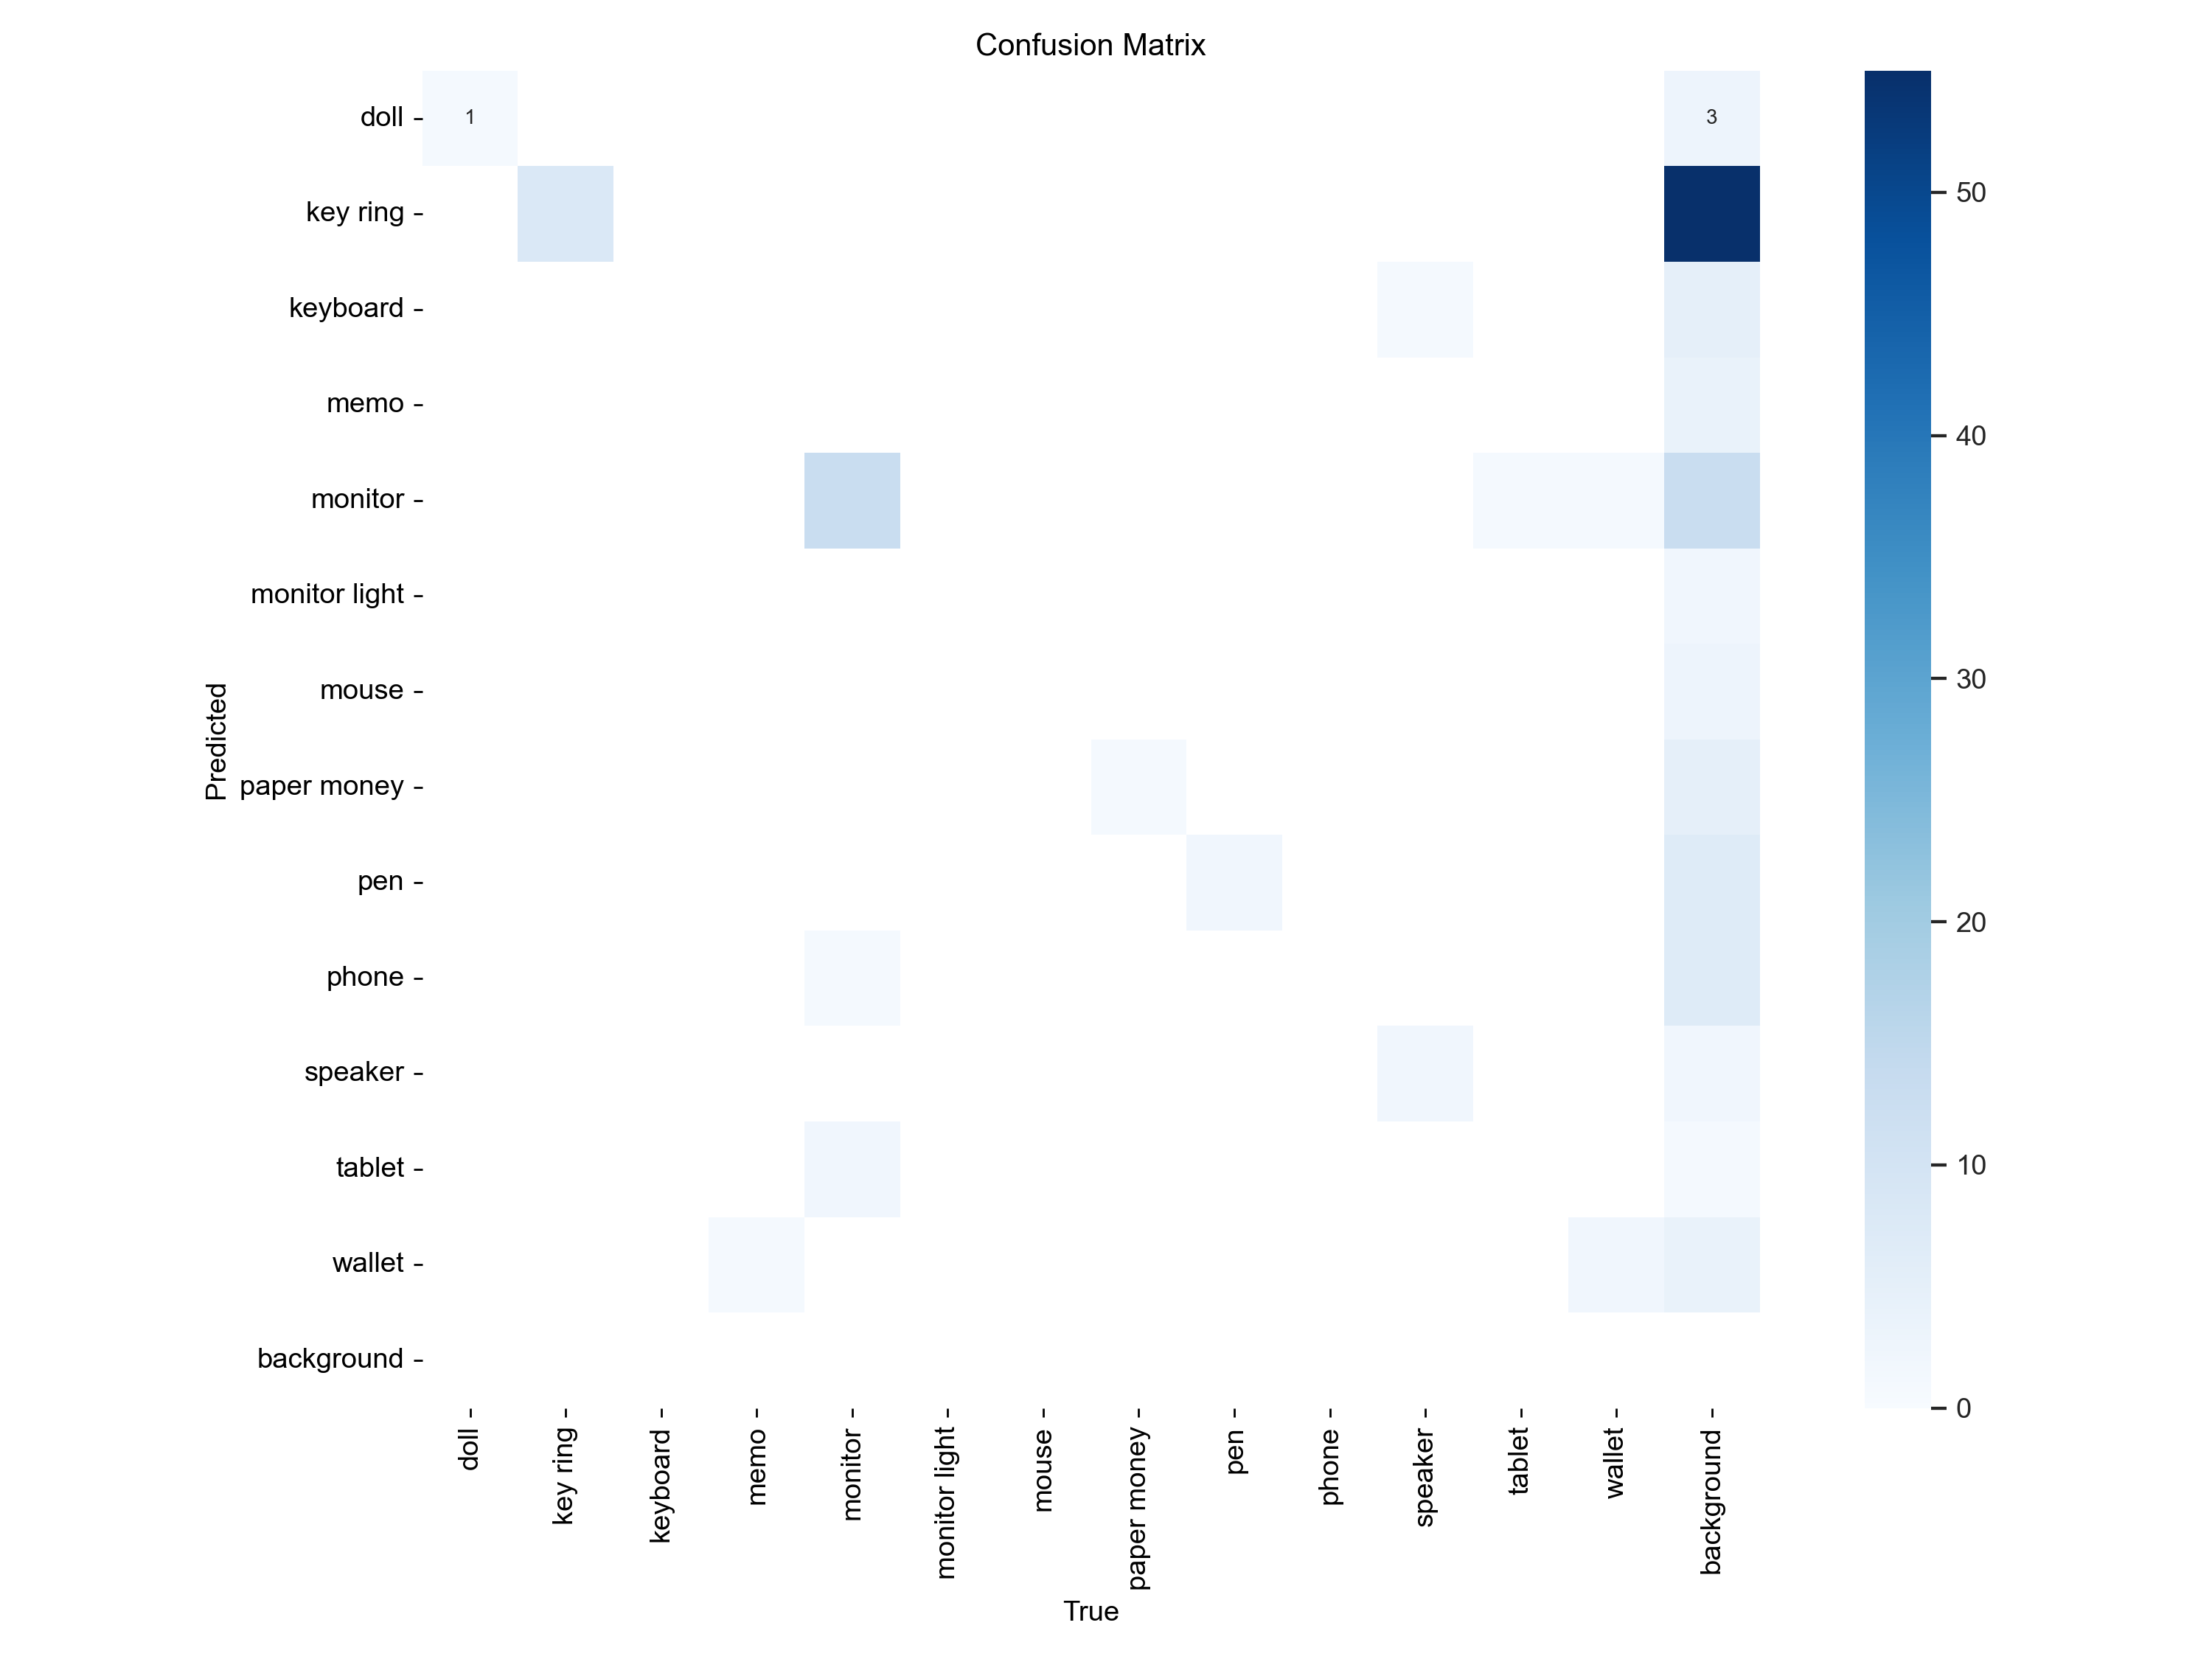 Confusion Matrix
doll
key ring
keyboard
memo
monitor
monitor light
mouse
paper money
pen
phone
speaker
tablet
wallet
background
Predicted
1
3
doll
key ring
keyboard
memo
monitor
monitor light
mouse
paper money
pen
phone
speaker
tablet
wallet
background
True
50
40
30
20
10
0